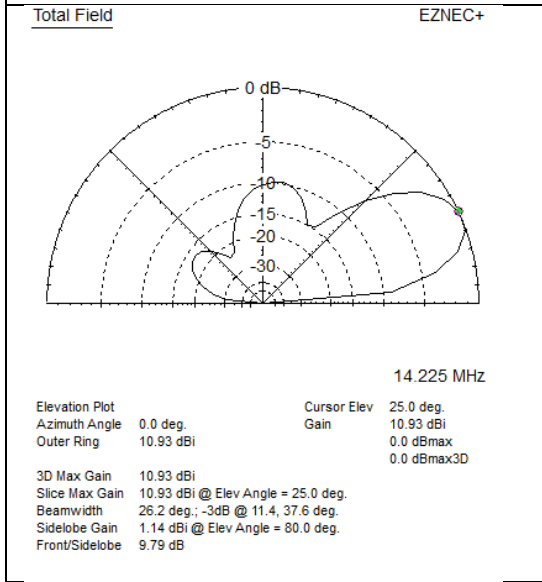 Total Field EZNEC+
0 dB
-5
-10
-15
-20
-30
14.225 MHz
Elevation Plot Cursor Elev 25.0 deg.
Azimuth Angle 0.0 deg. Gain 10.93 dBi
Outer Ring 10.93 dBi 0.0 dBmax
0.0 dBmax3D
3D Max Gain 10.93 dBi
Slice Max Gain 10.93 dBi @ Elev Angle = 25.0 deg.
Beamwidth 26.2 deg.; -3dB @ 11.4, 37.6 deg.
Sidelobe Gain 1.14 dBi @ Elev Angle = 80.0 deg.
Front/Sidelobe 9.79 dB